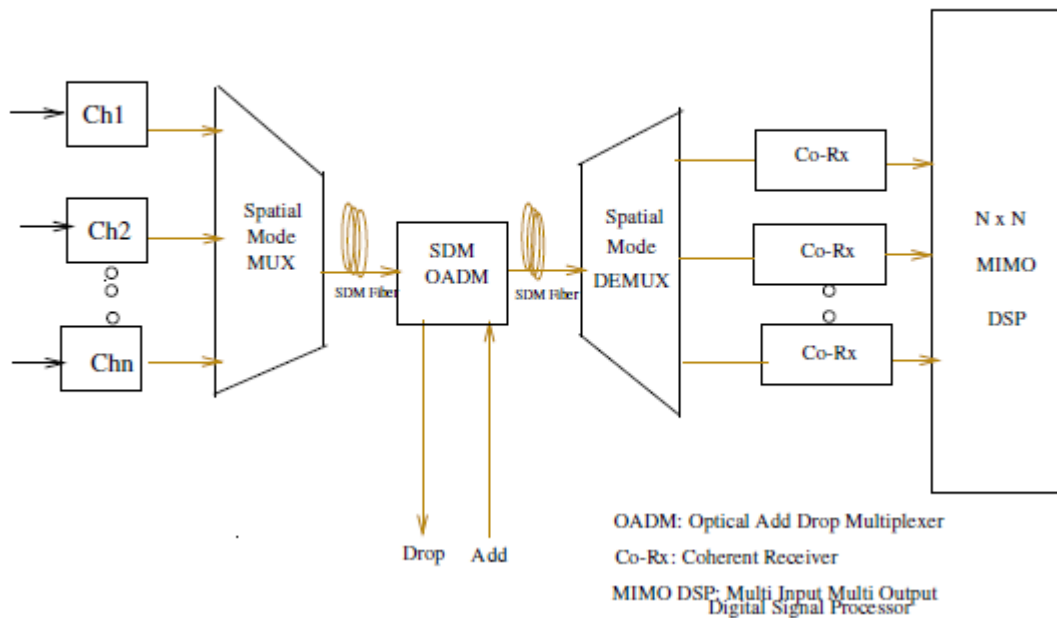 Ch1
Ch2
Chn
Spatial
Mode
MUX
SDM Fiber
SDM
OADM
SDM Fiber
Drop
Add
Spatial
Mode
DEMUX
Co-Rx
Co-Rx
Co-Rx
N x N
MIMO
DSP
OADM: Optical Add Drop Multiplexer
Co-Rx: Coherent Receiver
MIMO DSP: Multi Input Multi Output
Digital Signal Processor